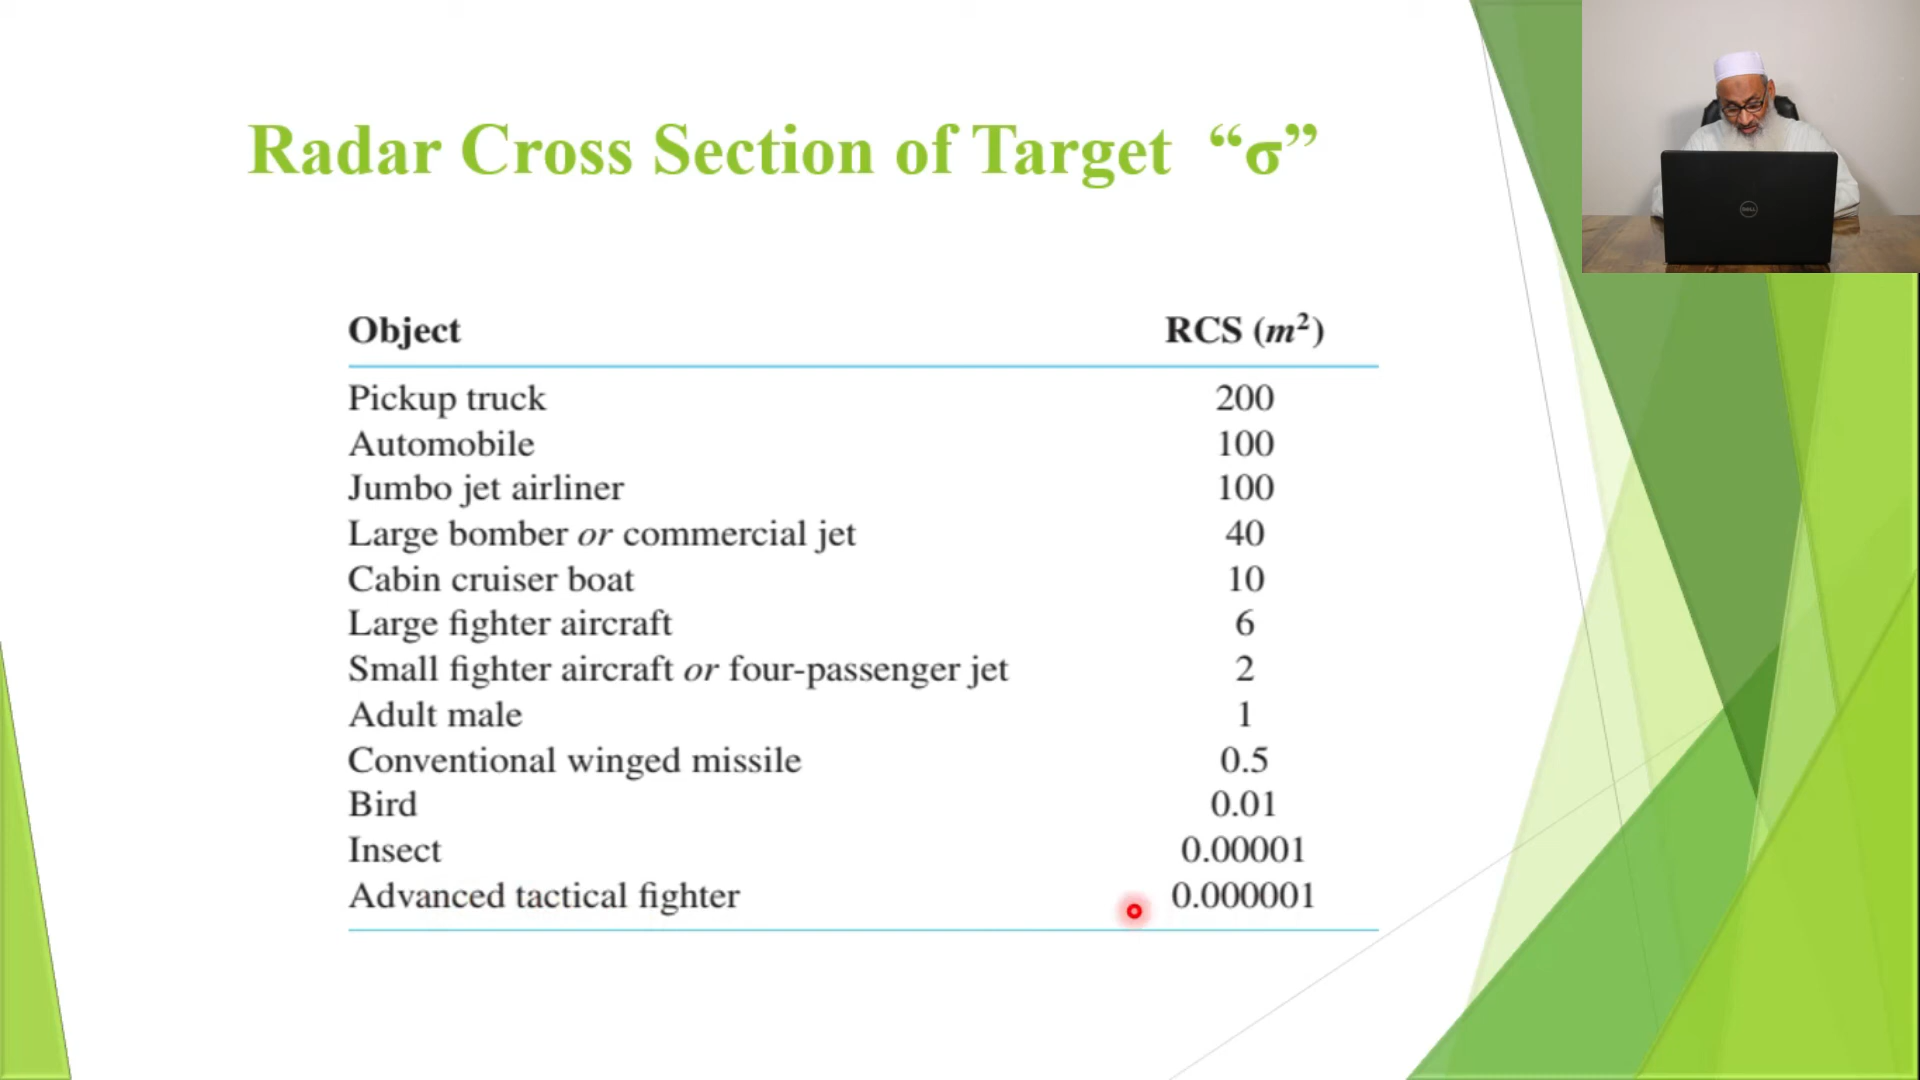 Radar Cross Section of Target “σ”
Object RCS (m²)
Pickup truck 200
Automobile 100
Jumbo jet airliner 100
Large bomber or commercial jet 40
Cabin cruiser boat 10
Large fighter aircraft 6
Small fighter aircraft or four-passenger jet 2
Adult male 1
Conventional winged missile 0.5
Bird 0.01
Insect 0.00001
Advanced tactical fighter 0.000001
DELL